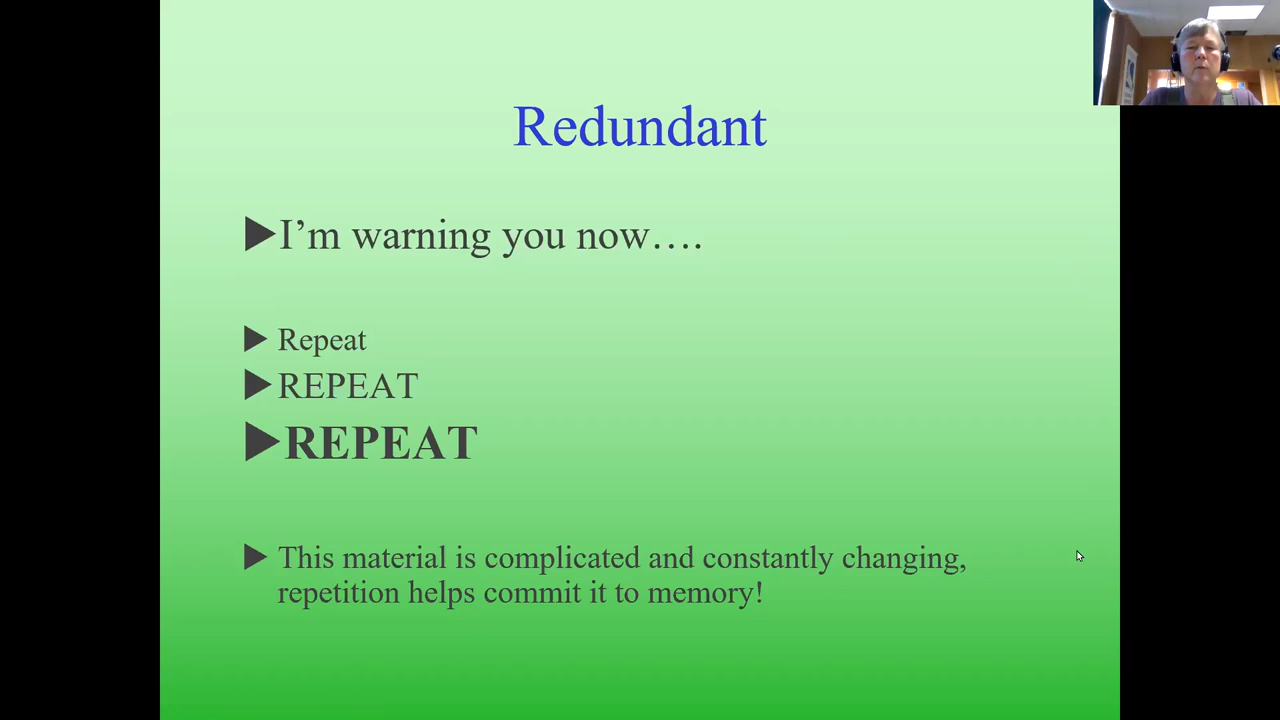 Redundant
I'm warning you now….
Repeat
REPEAT
REPEAT
This material is complicated and constantly changing,
repetition helps commit it to memory!